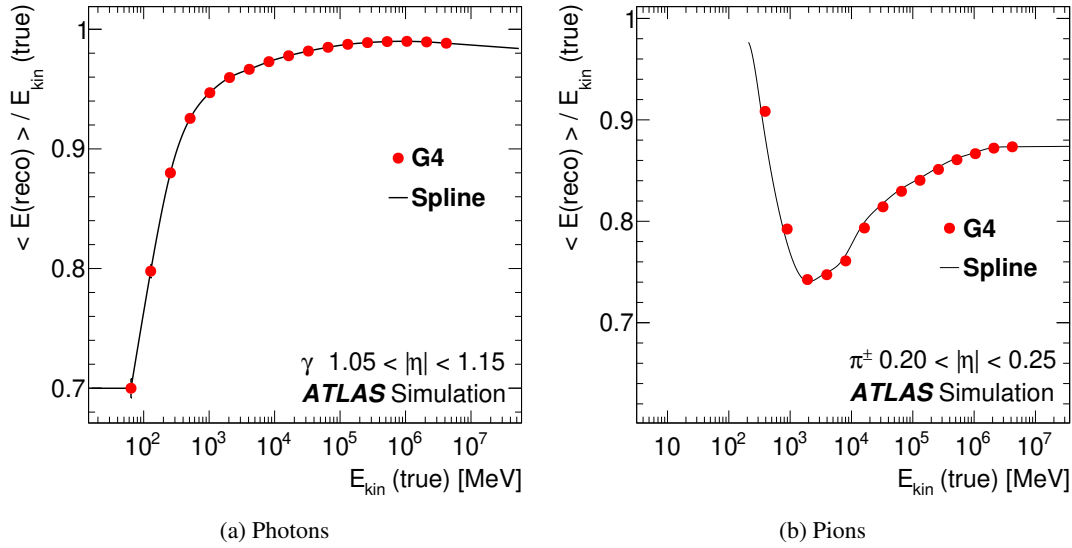 < E(reco) > / E_kin (true)
1
0.9
0.8
0.7
G4
Spline
γ 1.05 < |η| < 1.15
ATLAS Simulation
10^2 10^3 10^4 10^5 10^6 10^7
E_kin (true) [MeV]
(a) Photons
< E(reco) > / E_kin (true)
1
0.9
0.8
0.7
G4
Spline
π^± 0.20 < |η| < 0.25
ATLAS Simulation
10 10^2 10^3 10^4 10^5 10^6 10^7
E_kin (true) [MeV]
(b) Pions